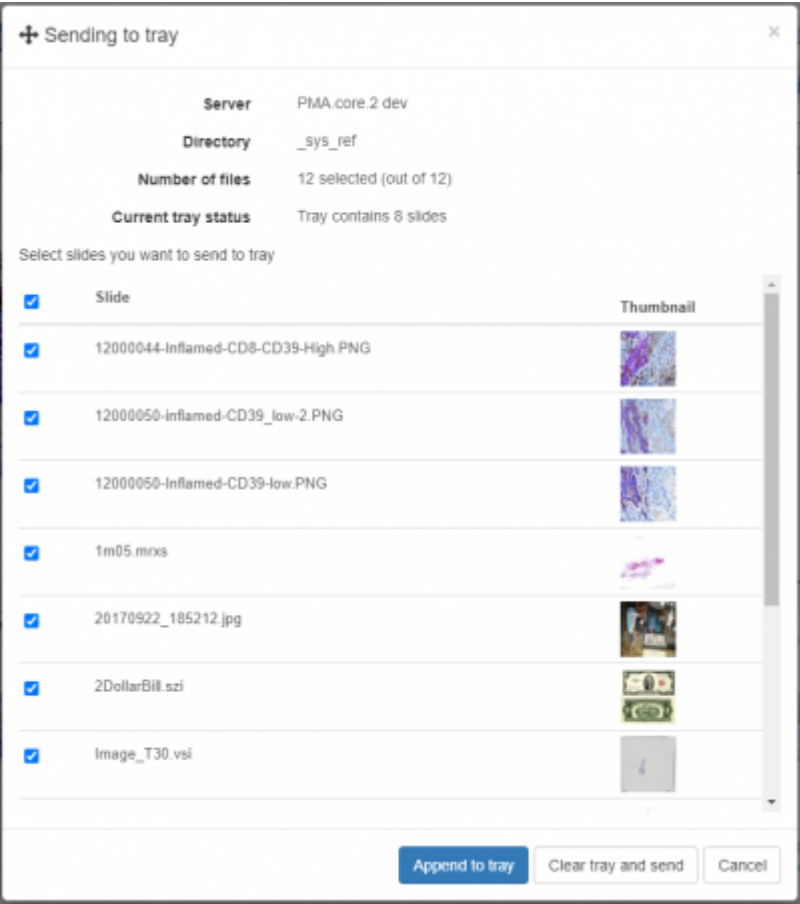 Sending to tray
×
Server PMA.core.2 dev
Directory _sys_ref
Number of files 12 selected (out of 12)
Current tray status Tray contains 8 slides
Select slides you want to send to tray
Slide Thumbnail
12000044-Inflamed-CD8-CD39-High.PNG
12000050-inflamed-CD39_low-2.PNG
12000050-Inflamed-CD39-low.PNG
1m05.mrxs
20170922_185212.jpg
2DollarBill.szi
Image_T30.vsi
Append to tray Clear tray and send Cancel